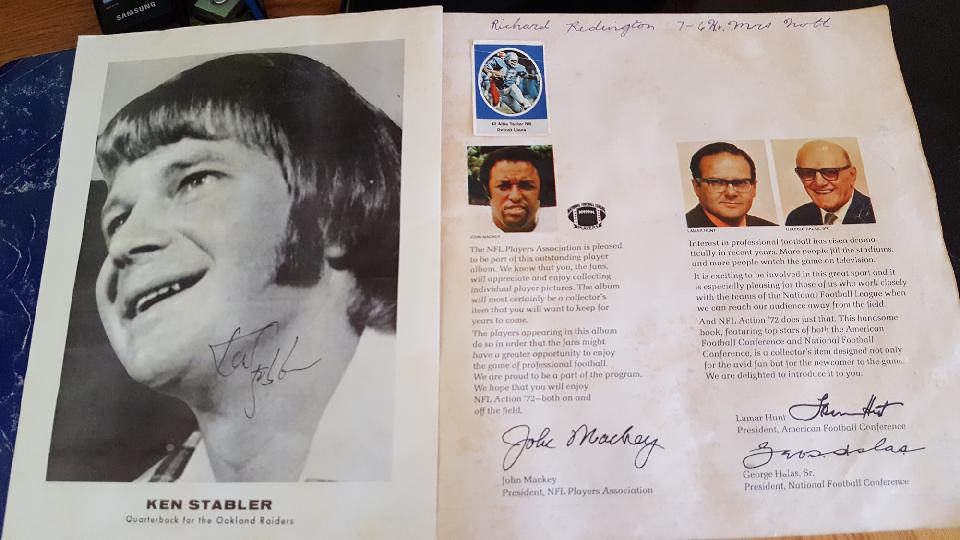 SAMSUNG
Ken Stabler
KEN STABLER
Quarterback for the Oakland Raiders
Richard Redington 7-6 Mrs Nott
Detroit Lions
JOHN MACKEY
PLAYERS
The NFL Players Association is pleased
to be part of this outstanding player
album. We know that you, the fans,
will appreciate and enjoy collecting
individual player pictures. The album
will most certainly be a collector's
item that you will want to keep for
years to come.
The players appearing in this album
do so in order that the fans might
have a greater opportunity to enjoy
the game of professional football.
We are proud to be a part of the program.
We hope that you will enjoy
NFL Action '72—both on and
off the field.
John Mackey
John Mackey
President, NFL Players Association
LAMAR HUNT
GEORGE HALAS, SR.
Interest in professional football has risen drama-
tically in recent years. More people fill the stadiums,
and more people watch the game on television.
It is exciting to be involved in this great sport and it
is especially pleasing for those of us who work closely
with the teams of the National Football League when
we can reach our audience away from the field.
And NFL Action '72 does just that. This handsome
book, featuring top stars of both the American
Football Conference and National Football
Conference, is a collector's item designed not only
for the avid fan but for the newcomer to the game.
We are delighted to introduce it to you.
Lamar Hunt Lamar Hunt
President, American Football Conference
Geo S. Halas
George Halas, Sr.
President, National Football Conference